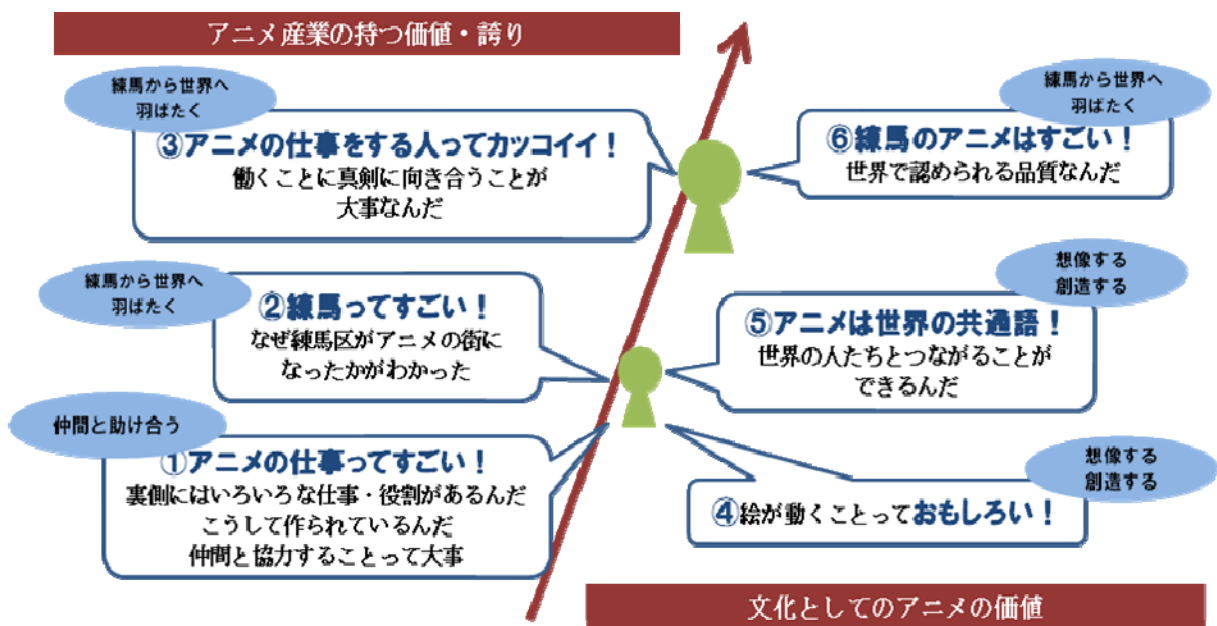 アニメ産業の持つ価値・誇り
練馬から世界へ
羽ばたく
③アニメの仕事をする人ってカッコイイ！
働くことに真剣に向き合うことが
大事なんだ
練馬から世界へ
羽ばたく
②練馬ってすごい！
なぜ練馬区がアニメの街に
なったかがわかった
仲間と助け合う
①アニメの仕事ってすごい！
裏側にはいろいろな仕事・役割があるんだ
こうして作られているんだ
仲間と協力することって大事
練馬から世界へ
羽ばたく
⑥練馬のアニメはすごい！
世界で認められる品質なんだ
想像する
創造する
⑤アニメは世界の共通語！
世界の人たちとつながることが
できるんだ
想像する
創造する
④絵が動くことっておもしろい！
文化としてのアニメの価値